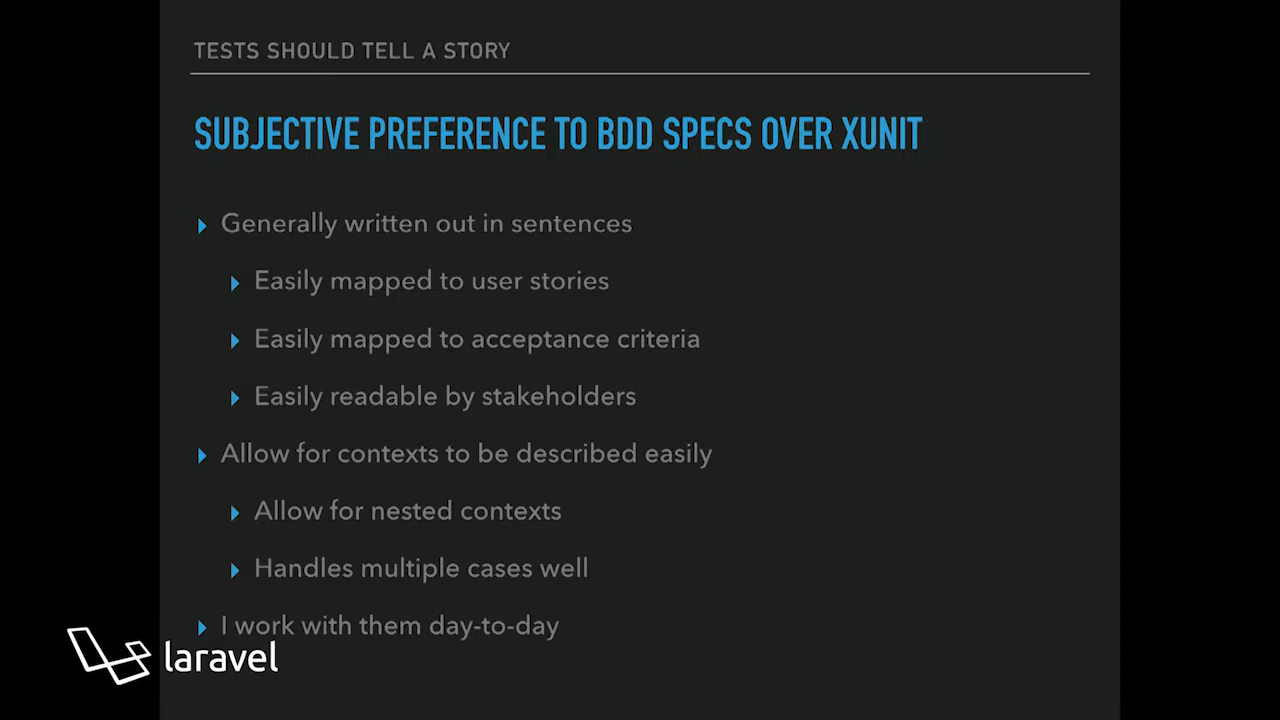 TESTS SHOULD TELL A STORY
SUBJECTIVE PREFERENCE TO BDD SPECS OVER XUNIT
Generally written out in sentences
Easily mapped to user stories
Easily mapped to acceptance criteria
Easily readable by stakeholders
Allow for contexts to be described easily
Allow for nested contexts
Handles multiple cases well
I work with them day-to-day
laravel